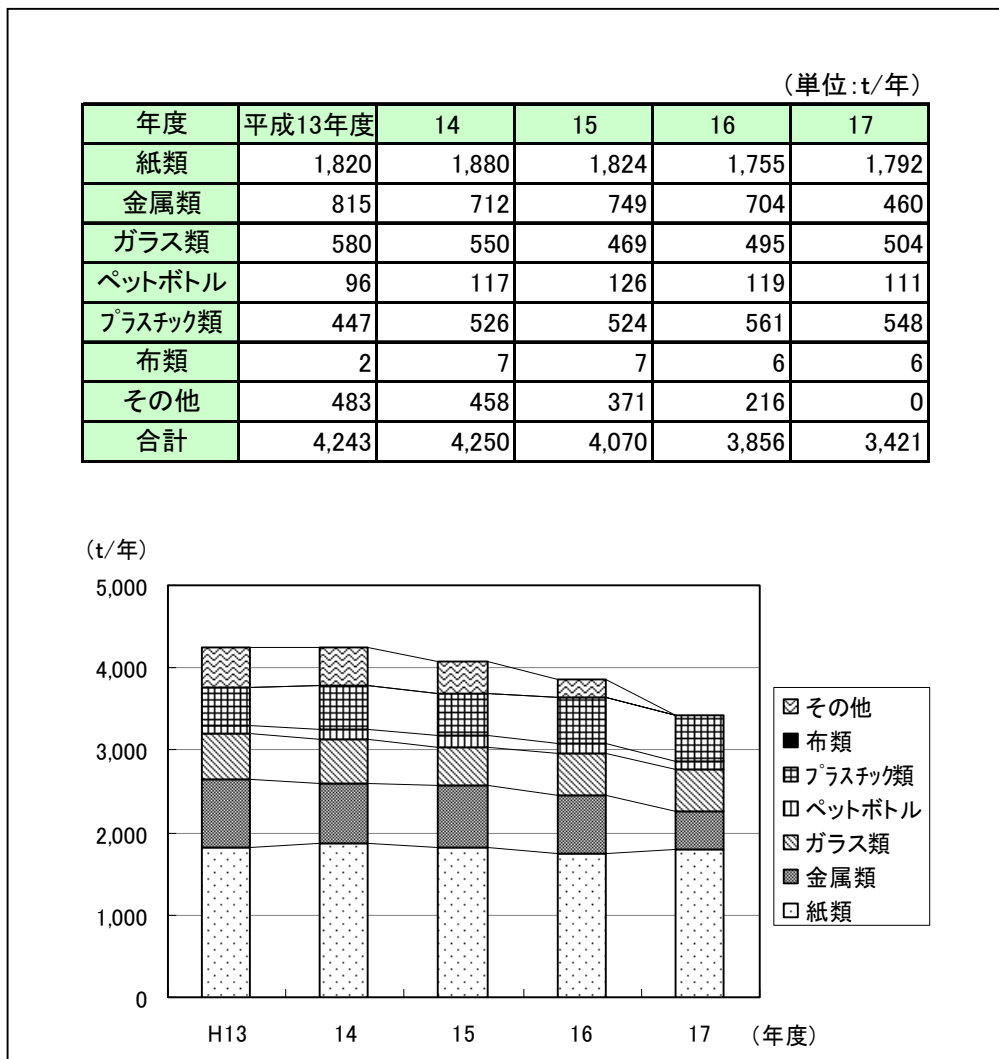 （単位：t/年）
年度 平成13年度 14 15 16 17
紙類 1,820 1,880 1,824 1,755 1,792
金属類 815 712 749 704 460
ガラス類 580 550 469 495 504
ペットボトル 96 117 126 119 111
ﾌﾟﾗｽﾁｯｸ類 447 526 524 561 548
布類 2 7 7 6 6
その他 483 458 371 216 0
合計 4,243 4,250 4,070 3,856 3,421
（t/年）
5,000
4,000
3,000
2,000
1,000
0
H13 14 15 16 17 （年度）
その他
布類
ﾌﾟﾗｽﾁｯｸ類
ペットボトル
ガラス類
金属類
紙類